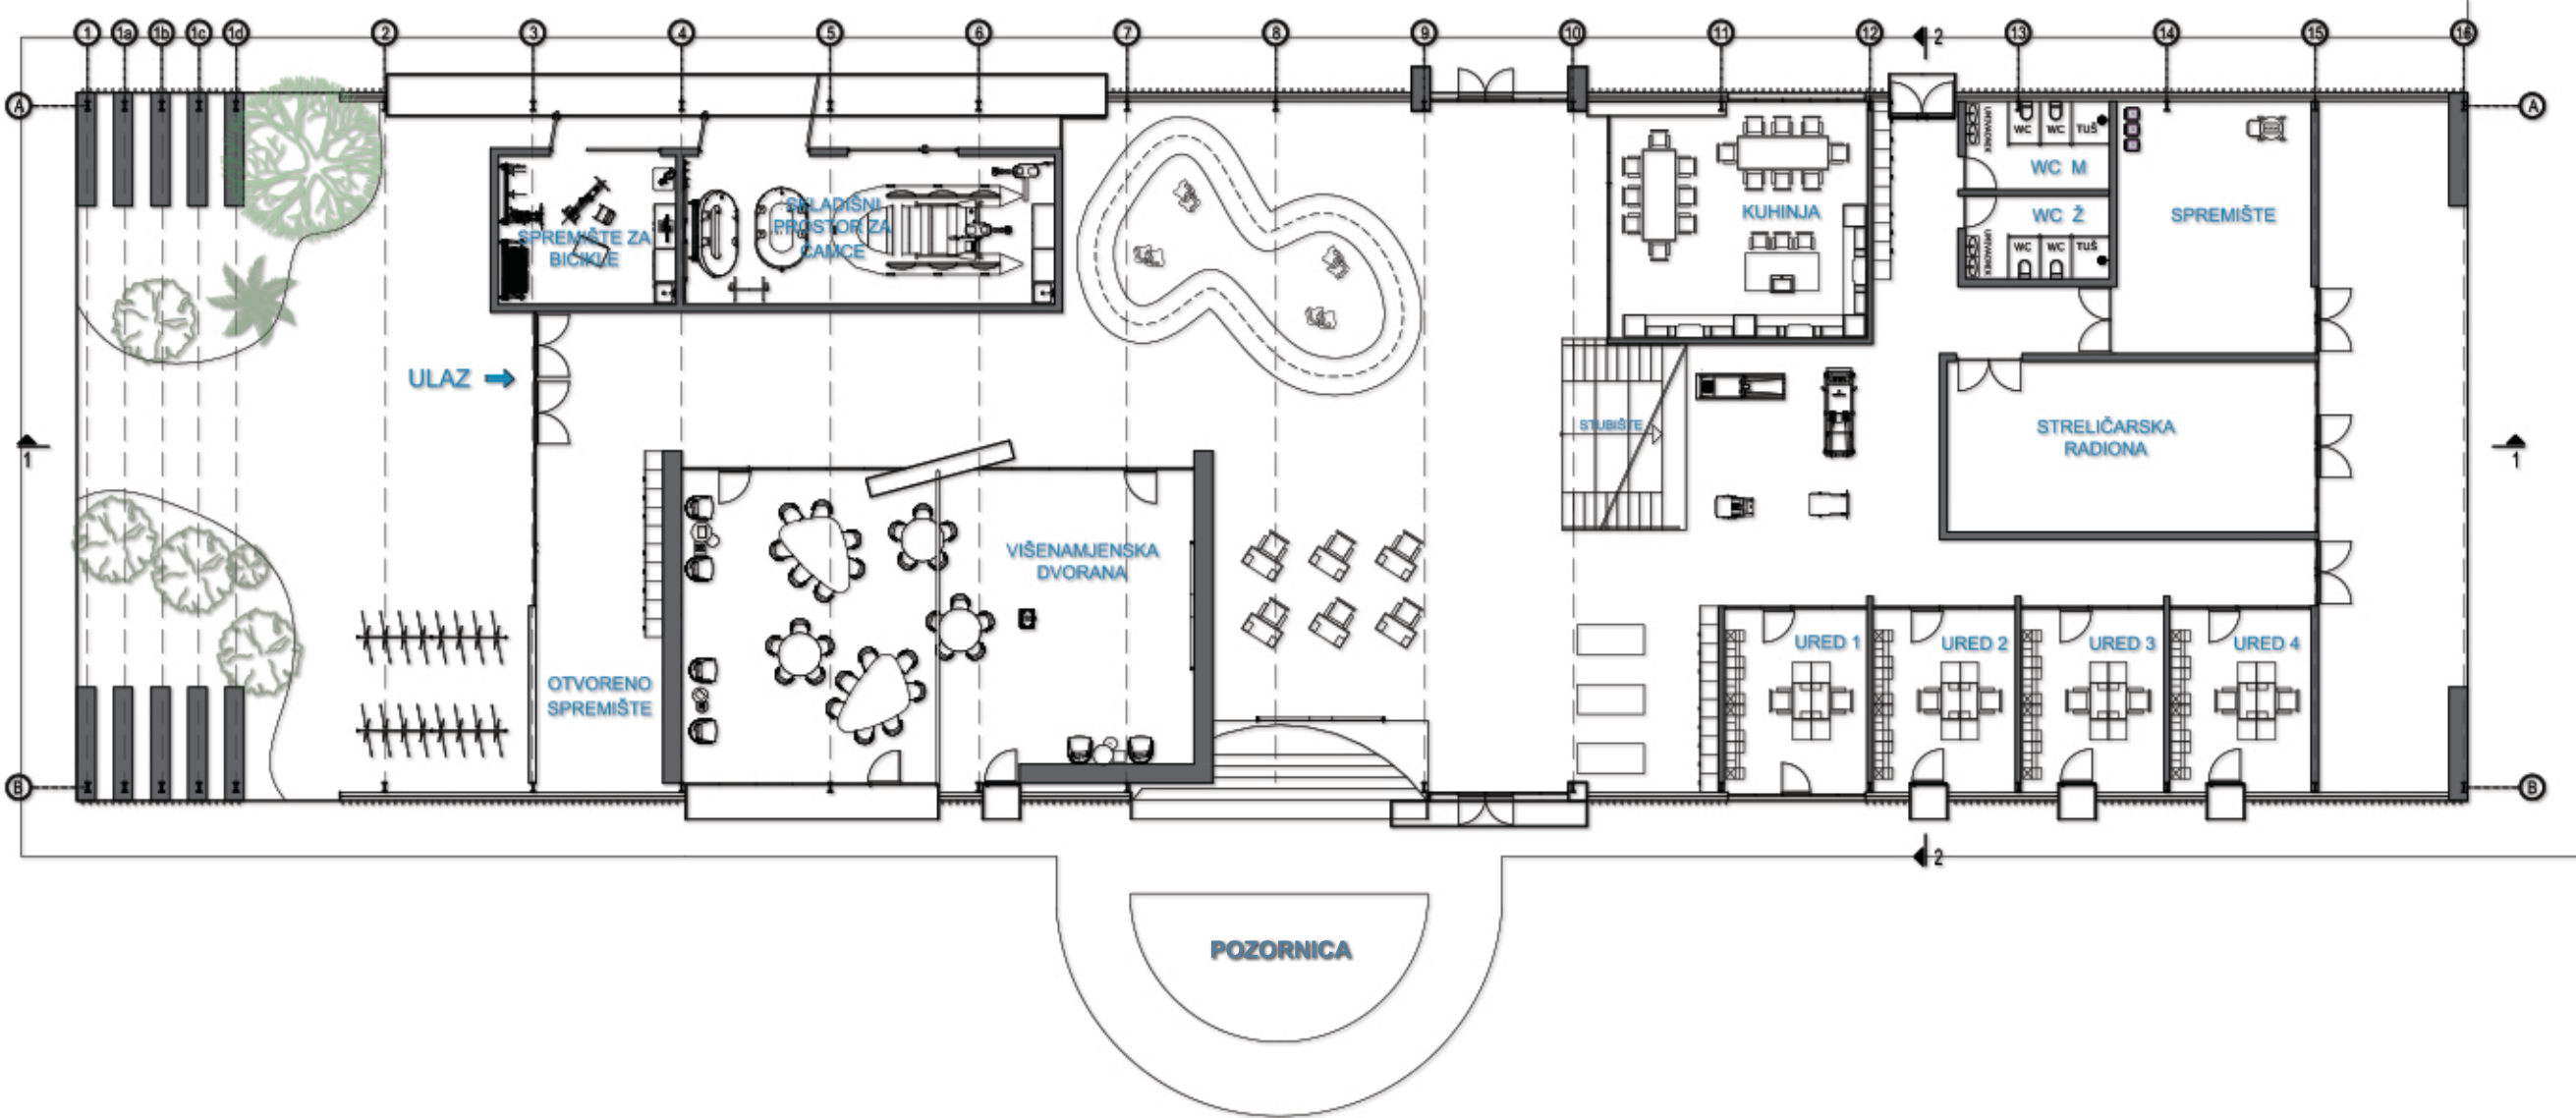 1 1a 1b 1c 1d 2 3 4 5 6 7 8 9 10 11 12 2 13 14 15 16
A A
WC WC TUŠ
WC M
KUHINJA
WC Ž
SPREMIŠTE
WC WC TUŠ
SKLADIŠNI
PROSTOR ZA
ČAMCE
SPREMIŠTE ZA
BICIKLE
ULAZ
STUBIŠTE
STRELIČARSKA
RADIONA
1 1
VIŠENAMJENSKA
DVORANA
URED 1 URED 2 URED 3 URED 4
OTVORENO
SPREMIŠTE
B B
2
POZORNICA